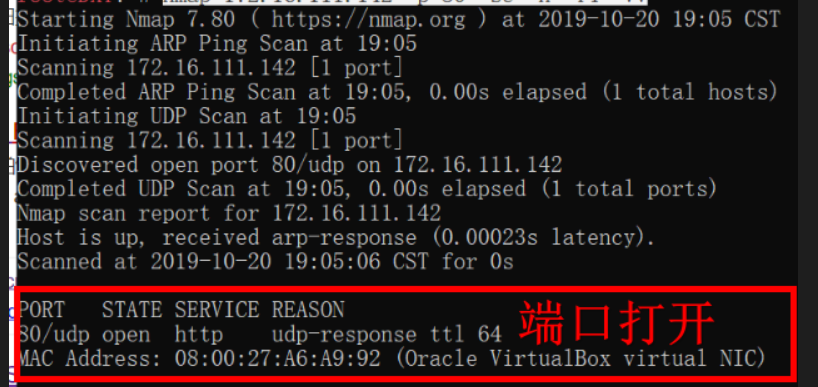 Starting Nmap 7.80 ( https://nmap.org ) at 2019-10-20 19:05 CST
Initiating ARP Ping Scan at 19:05
Scanning 172.16.111.142 [1 port]
Completed ARP Ping Scan at 19:05, 0.00s elapsed (1 total hosts)
Initiating UDP Scan at 19:05
Scanning 172.16.111.142 [1 port]
Discovered open port 80/udp on 172.16.111.142
Completed UDP Scan at 19:05, 0.00s elapsed (1 total ports)
Nmap scan report for 172.16.111.142
Host is up, received arp-response (0.00023s latency).
Scanned at 2019-10-20 19:05:06 CST for 0s
PORT STATE SERVICE REASON
80/udp open http udp-response ttl 64 端口打开
MAC Address: 08:00:27:A6:A9:92 (Oracle VirtualBox virtual NIC)